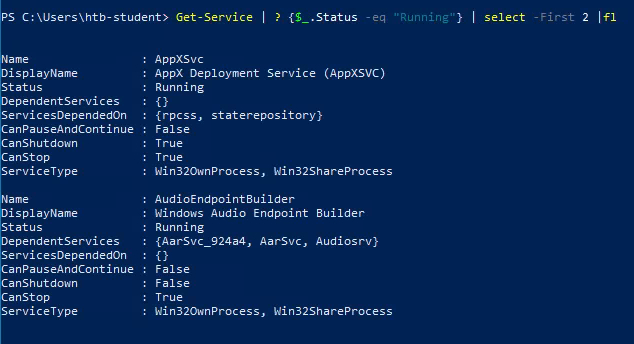 PS C:\Users\htb-student> Get-Service | ? {$_.Status -eq "Running"} | select -First 2 |fl
Name                : AppXSvc
DisplayName         : AppX Deployment Service (AppXSVC)
Status              : Running
DependentServices   : {}
ServicesDependedOn  : {rpcss, staterepository}
CanPauseAndContinue : False
CanShutdown         : True
CanStop             : True
ServiceType         : Win32OwnProcess, Win32ShareProcess
Name                : AudioEndpointBuilder
DisplayName         : Windows Audio Endpoint Builder
Status              : Running
DependentServices   : {AarSvc_924a4, AarSvc, Audiosrv}
ServicesDependedOn  : {}
CanPauseAndContinue : False
CanShutdown         : False
CanStop             : True
ServiceType         : Win32OwnProcess, Win32ShareProcess